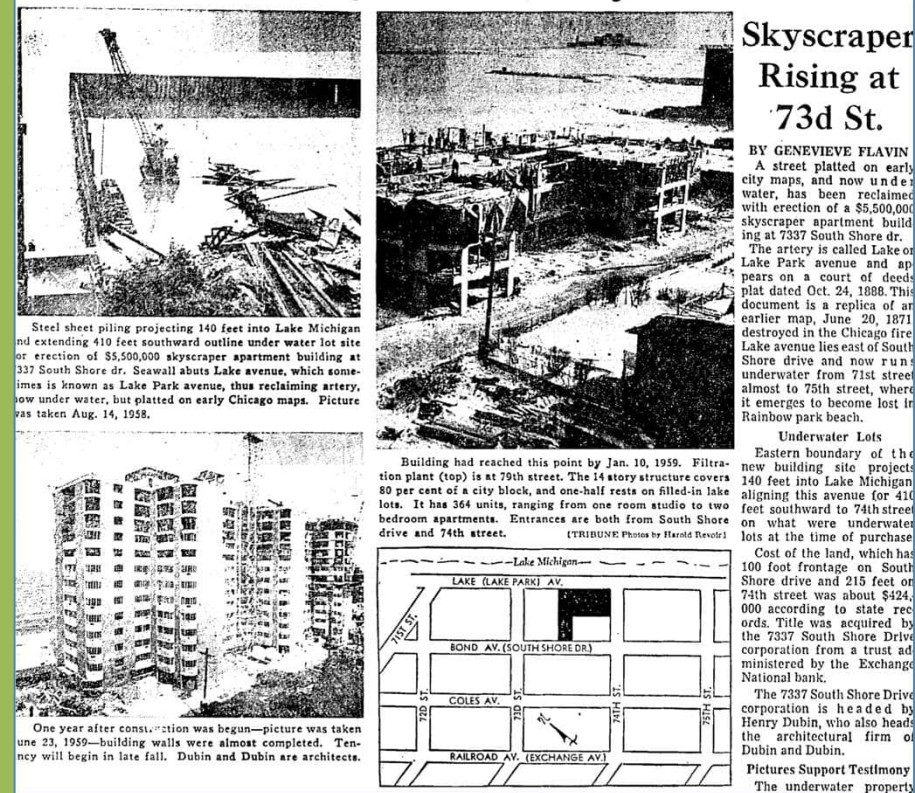 Steel sheet piling projecting 140 feet into Lake Michigan
nd extending 410 feet southward outline under water lot site
or erection of $5,500,000 skyscraper apartment building at
337 South Shore dr. Seawall abuts Lake avenue, which some-
imes is known as Lake Park avenue, thus reclaiming artery,
ow under water, but platted on early Chicago maps. Picture
as taken Aug. 14, 1958.
One year after construction was begun—picture was taken
une 23, 1959—building walls were almost completed. Ten-
ncy will begin in late fall. Dubin and Dubin are architects.
Building had reached this point by Jan. 10, 1959. Filtra-
tion plant (top) is at 79th street. The 14 story structure covers
80 per cent of a city block, and one-half rests on filled-in lake
lots. It has 364 units, ranging from one room studio to two
bedroom apartments. Entrances are both from South Shore
drive and 74th street.
[TRIBUNE Photos by Harold Revoir]
Lake Michigan
LAKE (LAKE PARK) AV.
71ST. ST.
BOND AV. (SOUTH SHORE DR.)
COLES AV.
72D ST.
73D ST.
74TH ST.
75TH ST.
N
RAILROAD AV. (EXCHANGE AV.)
Skyscraper
Rising at
73d St.
BY GENEVIEVE FLAVIN
A street platted on early
city maps, and now under
water, has been reclaimed
with erection of a $5,500,000
skyscraper apartment build
ing at 7337 South Shore dr.
The artery is called Lake or
Lake Park avenue and ap
pears on a court of deeds
plat dated Oct. 24, 1888. This
document is a replica of an
earlier map, June 20, 1871
destroyed in the Chicago fire
Lake avenue lies east of South
Shore drive and now runs
underwater from 71st street
almost to 75th street, where
it emerges to become lost in
Rainbow park beach.
Underwater Lots
Eastern boundary of the
new building site projects
140 feet into Lake Michigan
aligning this avenue for 410
feet southward to 74th street
on what were underwater
lots at the time of purchase
Cost of the land, which has
100 foot frontage on South
Shore drive and 215 feet on
74th street was about $424,
000 according to state rec
ords. Title was acquired by
the 7337 South Shore Drive
corporation from a trust ad
ministered by the Exchange
National bank.
The 7337 South Shore Drive
corporation is headed by
Henry Dubin, who also heads
the architectural firm of
Dubin and Dubin.
Pictures Support Testimony
The underwater property